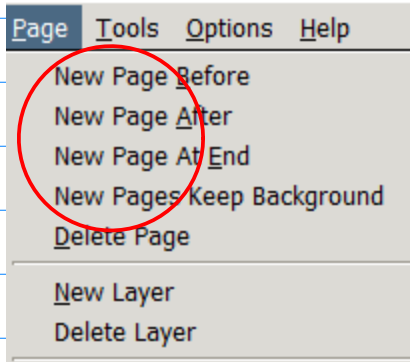 Page Tools Options Help
New Page Before
New Page After
New Page At End
New Pages Keep Background
Delete Page
New Layer
Delete Layer